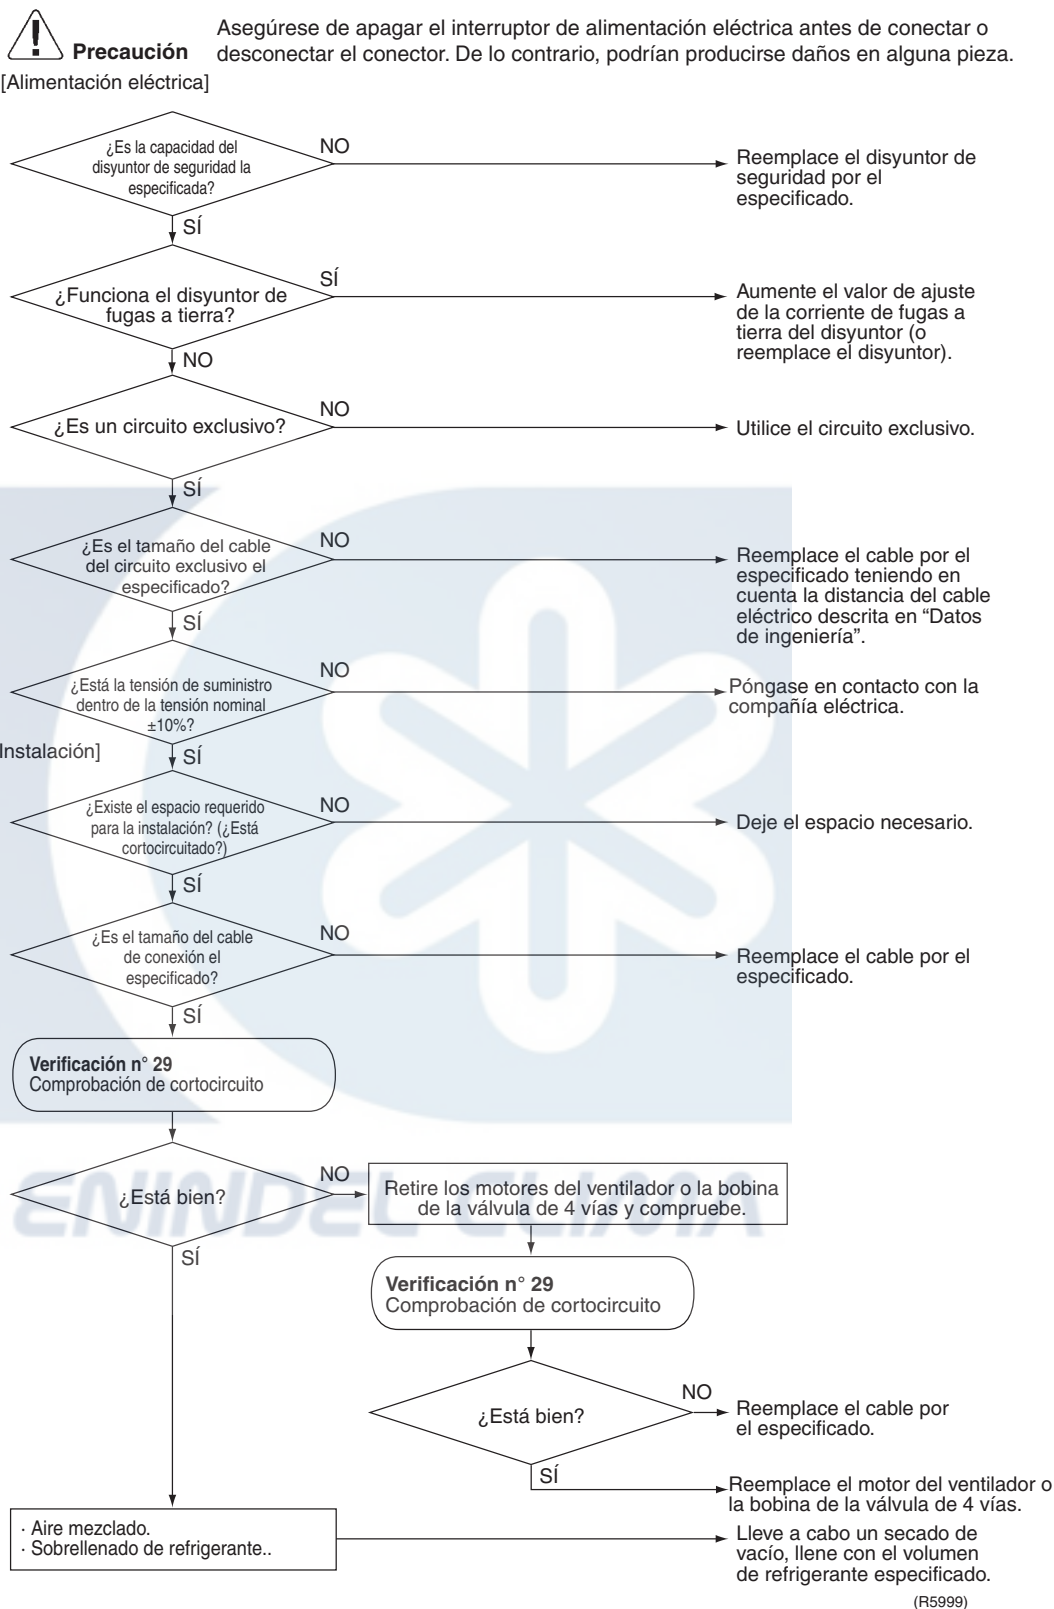 Precaución
Asegúrese de apagar el interruptor de alimentación eléctrica antes de conectar o
desconectar el conector. De lo contrario, podrían producirse daños en alguna pieza.
[Alimentación eléctrica]
¿Es la capacidad del
disyuntor de seguridad la
especificada?
NO
Reemplace el disyuntor de
seguridad por el
especificado.
SÍ
¿Funciona el disyuntor de
fugas a tierra?
SÍ
Aumente el valor de ajuste
de la corriente de fugas a
tierra del disyuntor (o
reemplace el disyuntor).
NO
¿Es un circuito exclusivo?
NO
Utilice el circuito exclusivo.
SÍ
¿Es el tamaño del cable
del circuito exclusivo el
especificado?
NO
Reemplace el cable por el
especificado teniendo en
cuenta la distancia del cable
eléctrico descrita en “Datos
de ingeniería”.
SÍ
¿Está la tensión de suministro
dentro de la tensión nominal
±10%?
NO
Póngase en contacto con la
compañía eléctrica.
Instalación]
SÍ
¿Existe el espacio requerido
para la instalación? (¿Está
cortocircuitado?)
NO
Deje el espacio necesario.
SÍ
¿Es el tamaño del cable
de conexión el
especificado?
NO
Reemplace el cable por el
especificado.
SÍ
Verificación n° 29
Comprobación de cortocircuito
ENINDEL CLIMA
¿Está bien?
NO
Retire los motores del ventilador o la bobina
de la válvula de 4 vías y compruebe.
SÍ
Verificación n° 29
Comprobación de cortocircuito
¿Está bien?
NO
Reemplace el cable por
el especificado.
SÍ
Reemplace el motor del ventilador o
la bobina de la válvula de 4 vías.
· Aire mezclado.
· Sobrellenado de refrigerante..
Lleve a cabo un secado de
vacío, llene con el volumen
de refrigerante especificado.
(R5999)